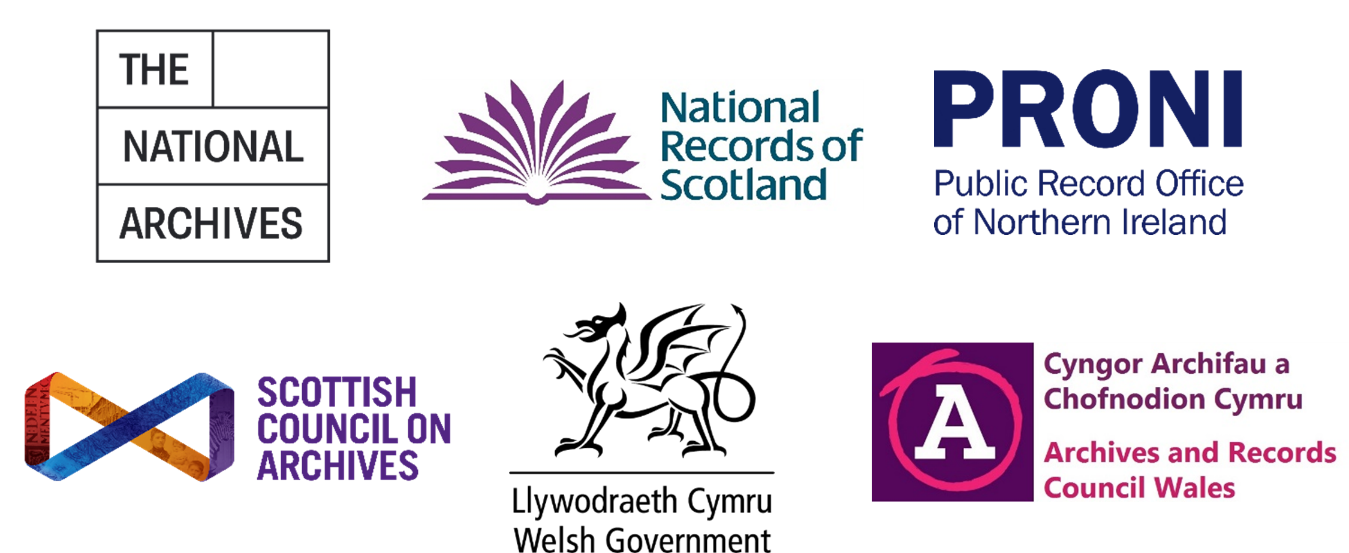 THE
NATIONAL
ARCHIVES
National
Records of
Scotland
PRONI
Public Record Office
of Northern Ireland
SCOTTISH
COUNCIL ON
ARCHIVES
Llywodraeth Cymru
Welsh Government
A
Cyngor Archifau a
Chofnodion Cymru
Archives and Records
Council Wales